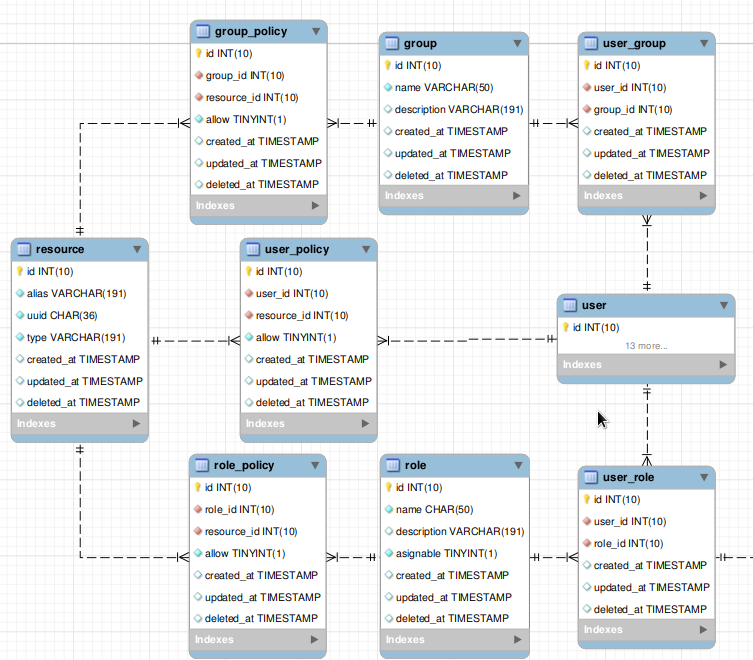 group_policy
id INT(10)
group_id INT(10)
resource_id INT(10)
allow TINYINT(1)
created_at TIMESTAMP
updated_at TIMESTAMP
deleted_at TIMESTAMP
Indexes
group
id INT(10)
name VARCHAR(50)
description VARCHAR(191)
created_at TIMESTAMP
updated_at TIMESTAMP
deleted_at TIMESTAMP
Indexes
user_group
id INT(10)
user_id INT(10)
group_id INT(10)
created_at TIMESTAMP
updated_at TIMESTAMP
deleted_at TIMESTAMP
Indexes
resource
id INT(10)
alias VARCHAR(191)
uuid CHAR(36)
type VARCHAR(191)
created_at TIMESTAMP
updated_at TIMESTAMP
deleted_at TIMESTAMP
Indexes
user_policy
id INT(10)
user_id INT(10)
resource_id INT(10)
allow TINYINT(1)
created_at TIMESTAMP
updated_at TIMESTAMP
deleted_at TIMESTAMP
Indexes
user
id INT(10)
13 more...
Indexes
role_policy
id INT(10)
role_id INT(10)
resource_id INT(10)
allow TINYINT(1)
created_at TIMESTAMP
updated_at TIMESTAMP
deleted_at TIMESTAMP
Indexes
role
id INT(10)
name CHAR(50)
description VARCHAR(191)
asignable TINYINT(1)
created_at TIMESTAMP
updated_at TIMESTAMP
deleted_at TIMESTAMP
Indexes
user_role
id INT(10)
user_id INT(10)
role_id INT(10)
created_at TIMESTAMP
updated_at TIMESTAMP
deleted_at TIMESTAMP
Indexes